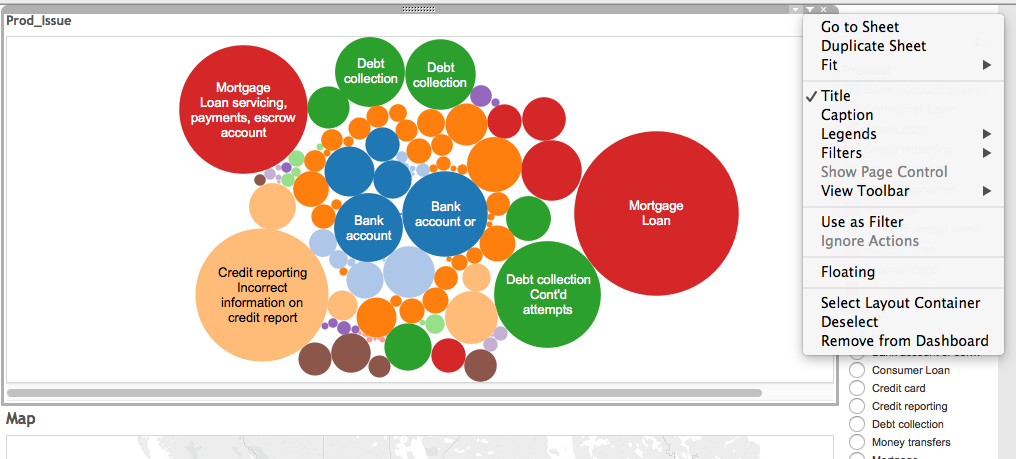 Prod_Issue
Mortgage
Loan servicing,
payments, escrow
account
Debt
collection
Debt
collection
Bank
account
Bank
account or
Mortgage
Loan
Credit reporting
Incorrect
information on
credit report
Debt collection
Cont'd
attempts
Go to Sheet
Duplicate Sheet
Fit
Title
Caption
Legends
Filters
Show Page Control
View Toolbar
Use as Filter
Ignore Actions
Floating
Select Layout Container
Deselect
Remove from Dashboard
Consumer Loan
Credit card
Credit reporting
Debt collection
Money transfers
Mortgage
Map